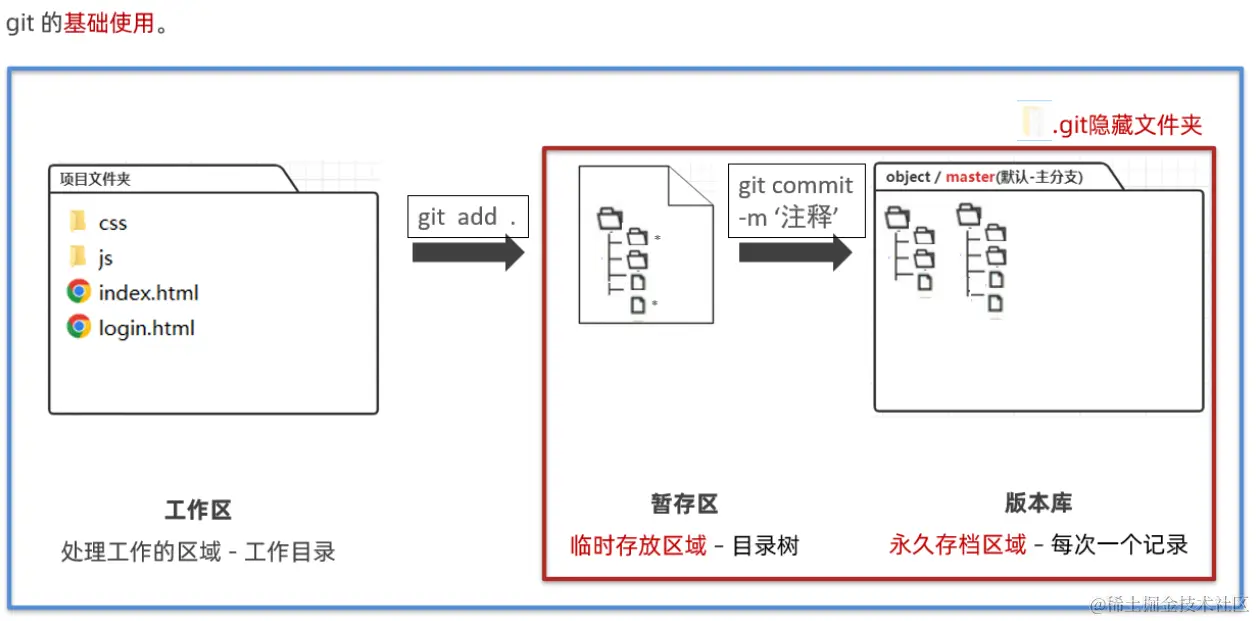 git 的基础使用。
.git隐藏文件夹
项目文件夹
css
js
index.html
login.html
git add .
git commit
-m ‘注释’
object / master(默认-主分支)
*
*
工作区
处理工作的区域 - 工作目录
暂存区
临时存放区域 - 目录树
版本库
永久存档区域 - 每次一个记录
@稀土掘金技术社区